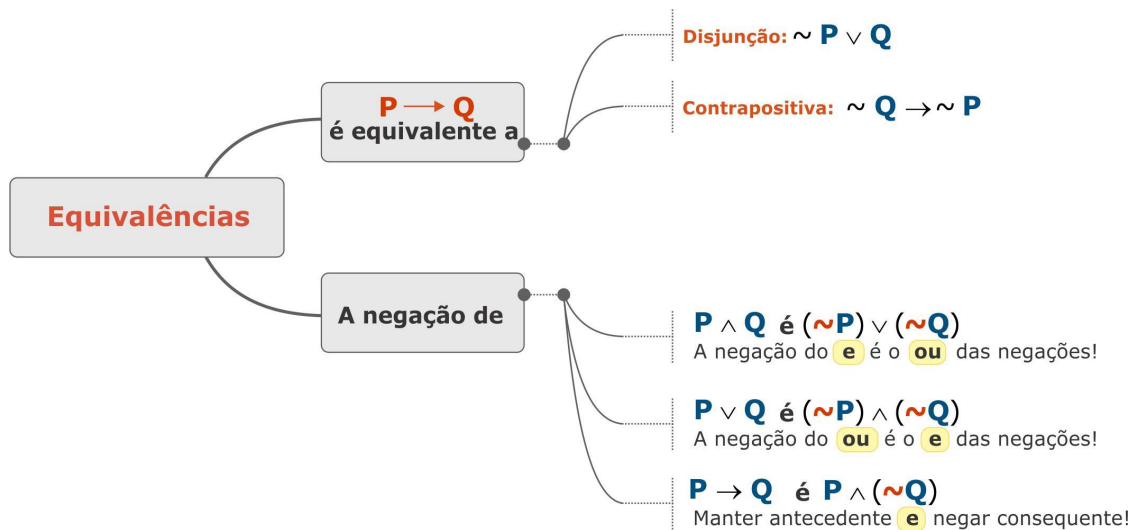 Equivalências
P → Q
é equivalente a
Disjunção: ~ P ∨ Q
Contrapositiva: ~ Q → ~ P
A negação de
P ∧ Q é (~P) ∨ (~Q)
A negação do e é o ou das negações!
P ∨ Q é (~P) ∧ (~Q)
A negação do ou é o e das negações!
P → Q é P ∧ (~Q)
Manter antecedente e negar consequente!